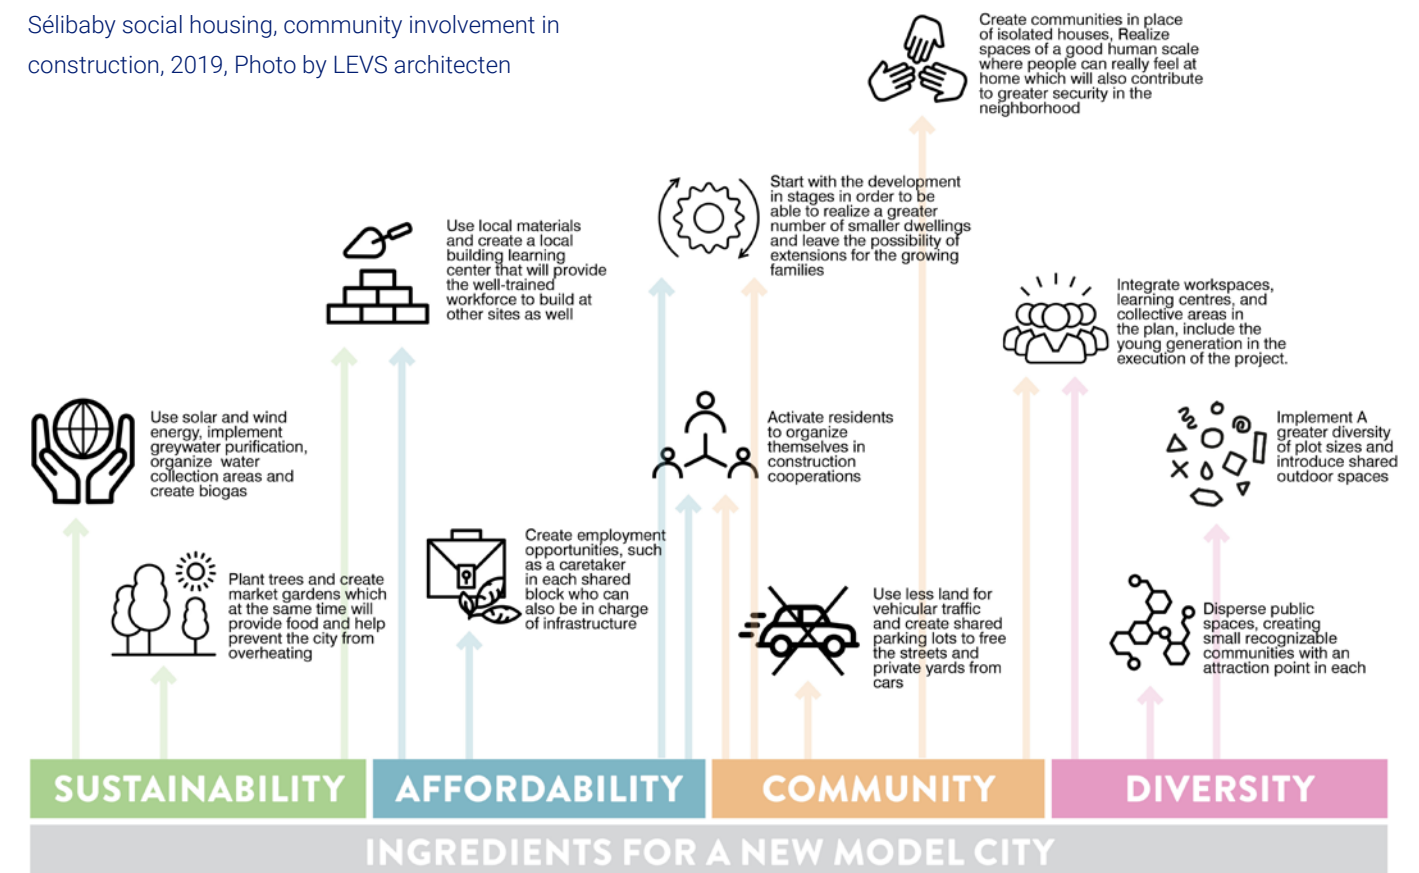 Sélibaby social housing, community involvement in
construction, 2019, Photo by LEVS architecten
Create communities in place
of isolated houses, Realize
spaces of a good human scale
where people can really feel at
home which will also contribute
to greater security in the
neighborhood
Start with the development
in stages in order to be
able to realize a greater
number of smaller dwellings
and leave the possibility of
extensions for the growing
families
Use local materials
and create a local
building learning
center that will provide
the well-trained
workforce to build at
other sites as well
Integrate workspaces,
learning centres, and
collective areas in
the plan, include the
young generation in the
execution of the project.
Use solar and wind
energy, implement
greywater purification,
organize water
collection areas and
create biogas
Activate residents
to organize
themselves in
construction
cooperations
Implement A
greater diversity
of plot sizes and
introduce shared
outdoor spaces
Create employment
opportunities, such
as a caretaker
in each shared
block who can
also be in charge
of infrastructure
Plant trees and create
market gardens which
at the same time will
provide food and help
prevent the city from
overheating
Use less land for
vehicular traffic
and create shared
parking lots to free
the streets and
private yards from
cars
Disperse public
spaces, creating
small recognizable
communities with an
attraction point in each
SUSTAINABILITY
AFFORDABILITY
COMMUNITY
DIVERSITY
INGREDIENTS FOR A NEW MODEL CITY